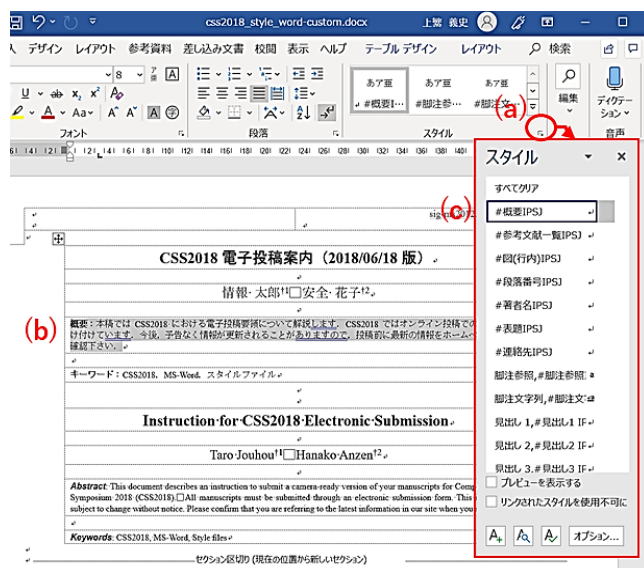 css2018_style_word-custom.docx 上繁 義史
デザイン レイアウト 参考資料 差し込み文書 校閲 表示 ヘルプ テーブル デザイン レイアウト 検索
8
あア亜 あア亜 あア亜
#概要I… #脚注参… #脚注文…
編集
ディクテーション
フォント 段落 スタイル 音声
(a)
スタイル
すべてクリア
(c)
#概要IPSJ
#参考文献一覧IPSJ
#図(行内)IPSJ
#段落番号IPSJ
#著者名IPSJ
#表題IPSJ
#連絡先IPSJ
脚注参照,#脚注参照 a
脚注文字列,#脚注文
見出し 1,#見出し1 IF
見出し 2,#見出し2 IF
見出し 3,#見出し3 IF
プレビューを表示する
リンクされたスタイルを使用不可に
オプション...
CSS2018 電子投稿案内（2018/06/18 版）
情報 太郎†1□安全 花子†2
(b)
概要：本稿では CSS2018 における電子投稿要領について解説します．CSS2018 ではオンライン投稿での
け付けています．今後，予告なく情報が更新されることがありますので，投稿前に最新の情報をホームペ
確認下さい．
キーワード：CSS2018，MS-Word，スタイルファイル
Instruction for CSS2018 Electronic Submission
Taro Jouhou†1□Hanako Anzen†2
Abstract: This document describes an instruction to submit a camera-ready version of your manuscripts for Comp
Symposium 2018 (CSS2018).□All manuscripts must be submitted through an electronic submission form. This
subject to change without notice. Please confirm that you are referring to the latest information in our site when you
Keywords: CSS2018, MS-Word, Style files
セクション区切り (現在の位置から新しいセクション)